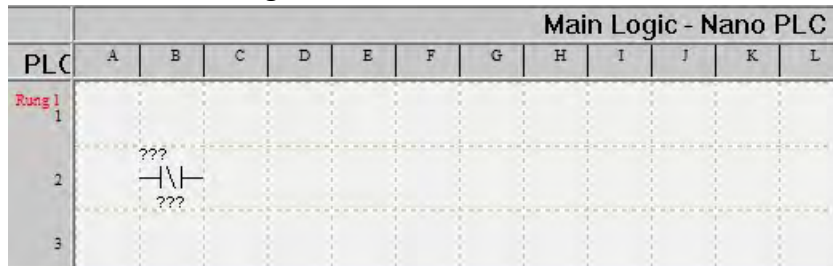 Main Logic - Nano PLC
PLC A B C D E F G H I J K L
Rung 1
1
???
2
???
3